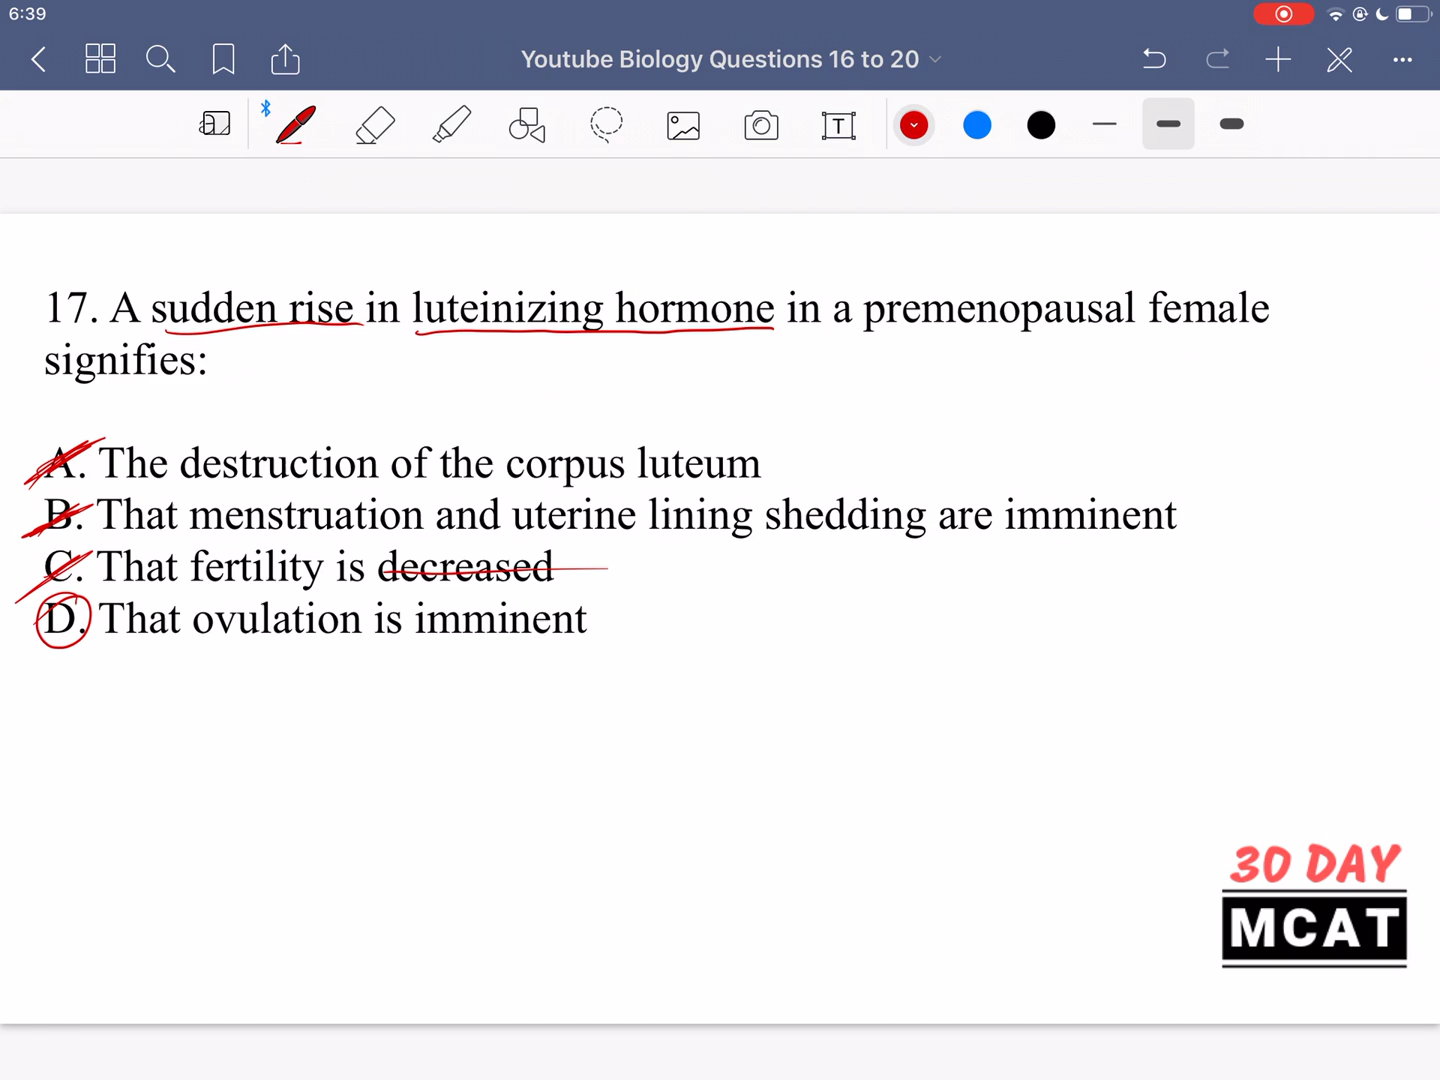 6:39
Youtube Biology Questions 16 to 20
T
17. A sudden rise in luteinizing hormone in a premenopausal female
signifies:
A. The destruction of the corpus luteum
B. That menstruation and uterine lining shedding are imminent
C. That fertility is decreased
D. That ovulation is imminent
30 DAY
MCAT